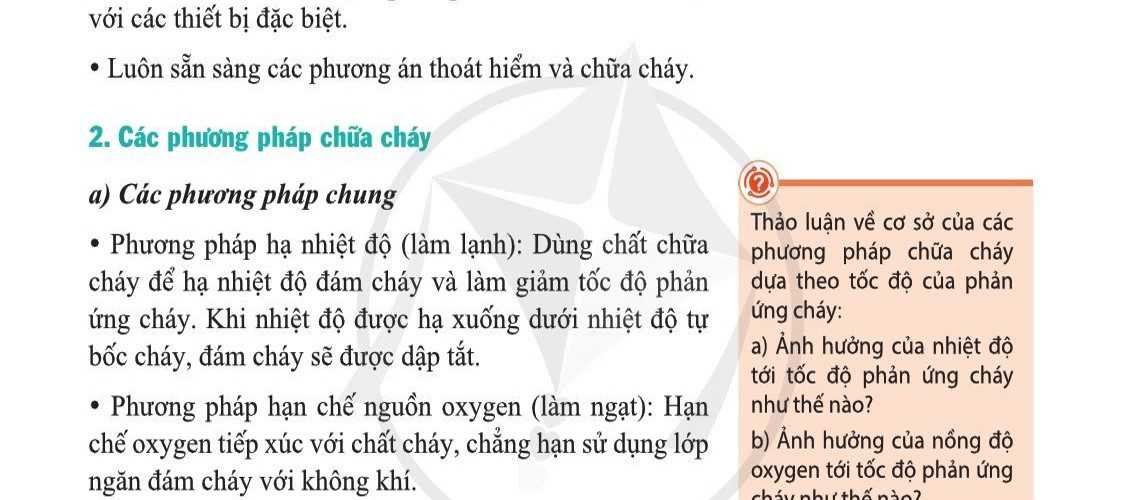 với các thiết bị đặc biệt.
• Luôn sẵn sàng các phương án thoát hiểm và chữa cháy.
2. Các phương pháp chữa cháy
a) Các phương pháp chung
• Phương pháp hạ nhiệt độ (làm lạnh): Dùng chất chữa
cháy để hạ nhiệt độ đám cháy và làm giảm tốc độ phản
ứng cháy. Khi nhiệt độ được hạ xuống dưới nhiệt độ tự
bốc cháy, đám cháy sẽ được dập tắt.
• Phương pháp hạn chế nguồn oxygen (làm ngạt): Hạn
chế oxygen tiếp xúc với chất cháy, chẳng hạn sử dụng lớp
ngăn đám cháy với không khí.
?
Thảo luận về cơ sở của các
phương pháp chữa cháy
dựa theo tốc độ của phản
ứng cháy:
a) Ảnh hưởng của nhiệt độ
tới tốc độ phản ứng cháy
như thế nào?
b) Ảnh hưởng của nồng độ
oxygen tới tốc độ phản ứng
cháy như thế nào?